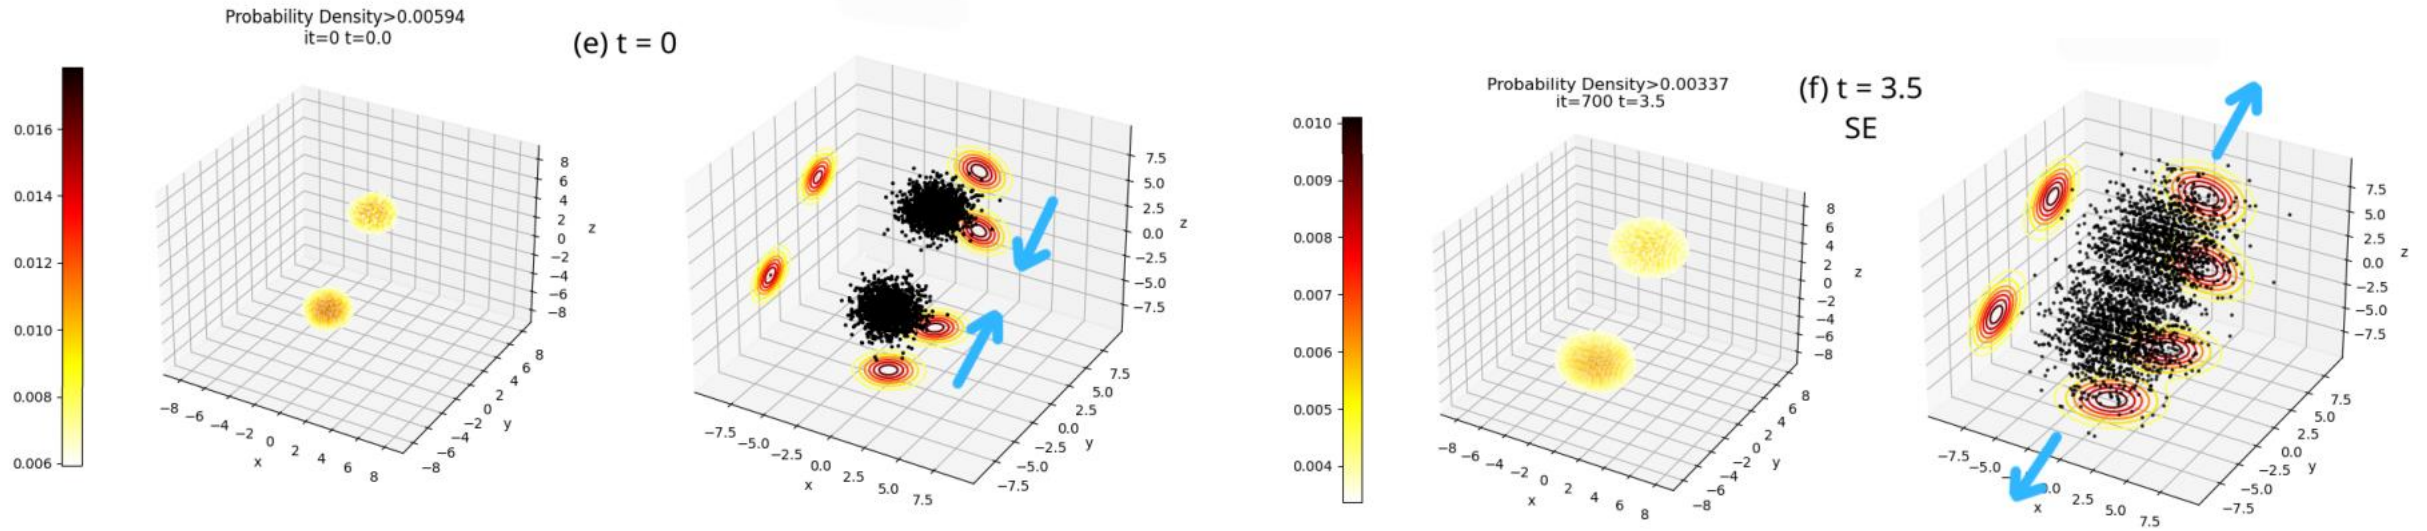 Probability Density>0.00594
it=0 t=0.0
0.016
0.014
0.012
0.010
0.008
0.006
8
6
4
2
0
−2
−4
−6
−8
z
−8 −6 −4 −2 0 2 4 6 8
x
−8 −6 −4 −2 0 2 4 6 8
y
(e) t = 0
7.5
5.0
2.5
0.0
−2.5
−5.0
−7.5
z
−7.5 −5.0 −2.5 0.0 2.5 5.0 7.5
x
−7.5 −5.0 −2.5 0.0 2.5 5.0 7.5
y
Probability Density>0.00337
it=700 t=3.5
0.010
0.009
0.008
0.007
0.006
0.005
0.004
8
6
4
2
0
−2
−4
−6
−8
z
−8 −6 −4 −2 0 2 4 6 8
x
−8 −6 −4 −2 0 2 4 6 8
y
(f) t = 3.5
SE
7.5
5.0
2.5
0.0
−2.5
−5.0
−7.5
z
−7.5 −5.0 2.5 5.0 7.5
x
−7.5 −5.0 −2.5 0.0 2.5 5.0 7.5
y